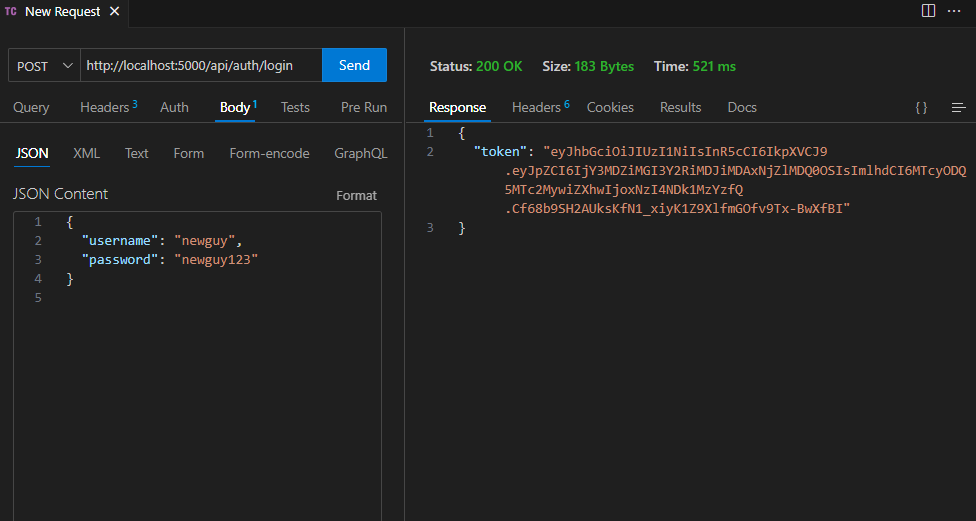 TC New Request
POST http://localhost:5000/api/auth/login Send
Query Headers 3 Auth Body 1 Tests Pre Run
JSON XML Text Form Form-encode GraphQL
JSON Content Format
1 {
2 "username": "newguy",
3 "password": "newguy123"
4 }
5
Status: 200 OK Size: 183 Bytes Time: 521 ms
Response Headers 6 Cookies Results Docs { }
1 {
2 "token": "eyJhbGciOiJIUzI1NiIsInR5cCI6IkpXVCJ9
.eyJpZCI6IjY3MDZiMGI3Y2RiMDJiMDAxNjZlMDQ0OSIsImlhdCI6MTcyODQ
5MTc2MywiZXhwIjoxNzI4NDk1MzYzfQ
.Cf68b9SH2AUksKfN1_xiyK1Z9XlfmGOfv9Tx-BwXfBI"
3 }